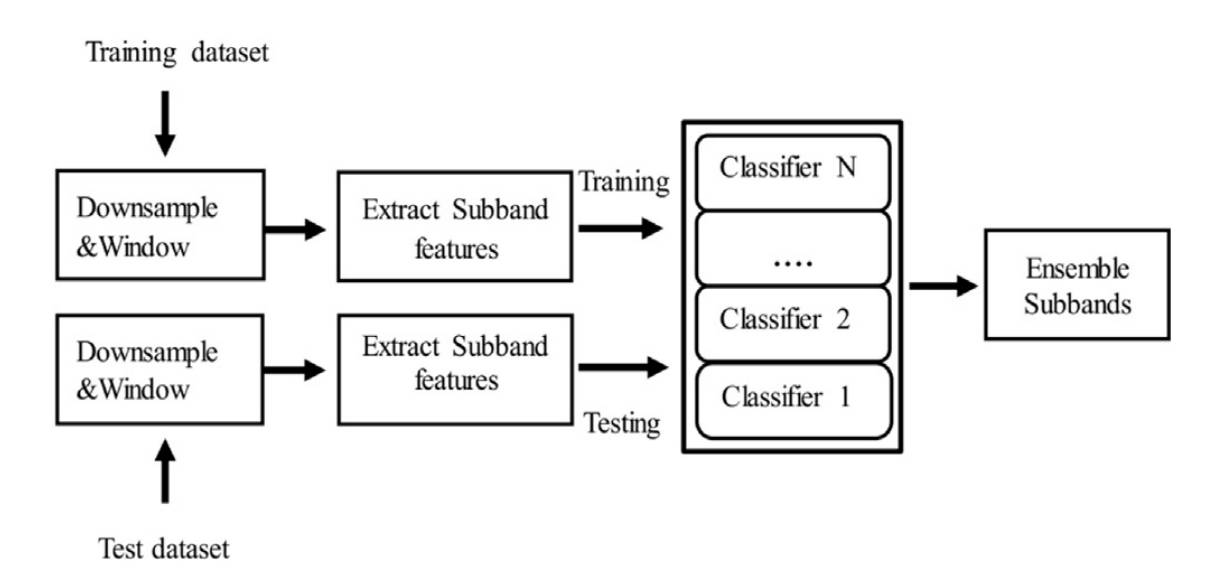 Training dataset
Downsample
&Window
Extract Subband
features
Training
Classifier N
....
Classifier 2
Classifier 1
Ensemble
Subbands
Downsample
&Window
Extract Subband
features
Testing
Test dataset